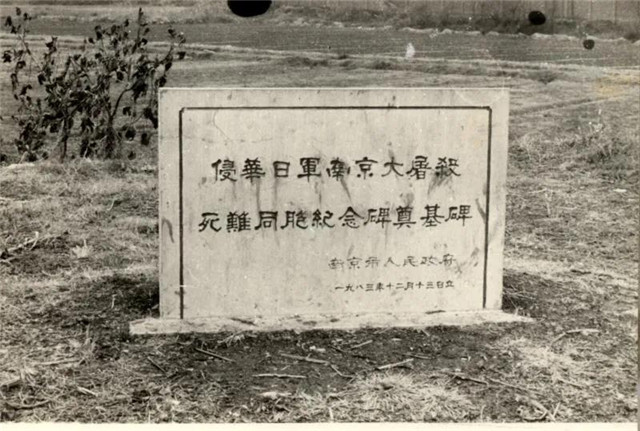 侵華日軍南京大屠殺
死難同胞紀念碑奠基碑
南京市人民政府
一九八三年十二月十三日立